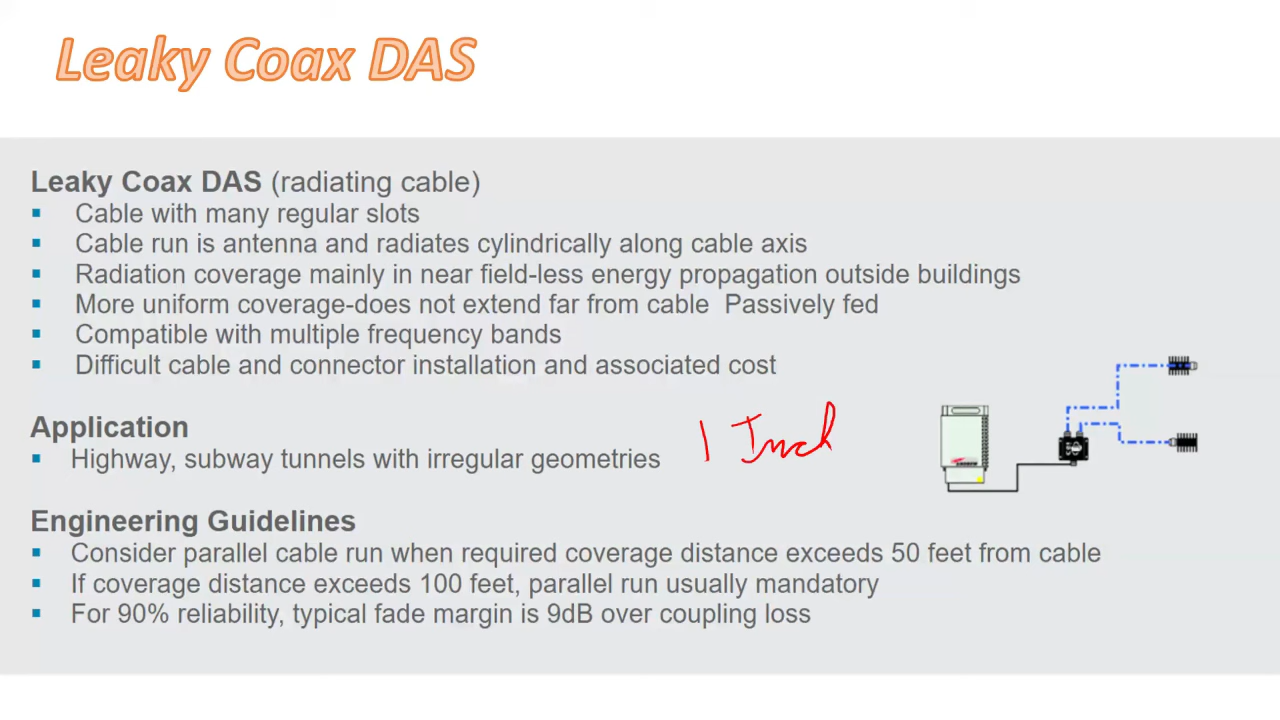 Leaky Coax DAS
Leaky Coax DAS (radiating cable)
▪ Cable with many regular slots
▪ Cable run is antenna and radiates cylindrically along cable axis
▪ Radiation coverage mainly in near field-less energy propagation outside buildings
▪ More uniform coverage-does not extend far from cable  Passively fed
▪ Compatible with multiple frequency bands
▪ Difficult cable and connector installation and associated cost
Application
▪ Highway, subway tunnels with irregular geometries
1 Inch
Engineering Guidelines
▪ Consider parallel cable run when required coverage distance exceeds 50 feet from cable
▪ If coverage distance exceeds 100 feet, parallel run usually mandatory
▪ For 90% reliability, typical fade margin is 9dB over coupling loss